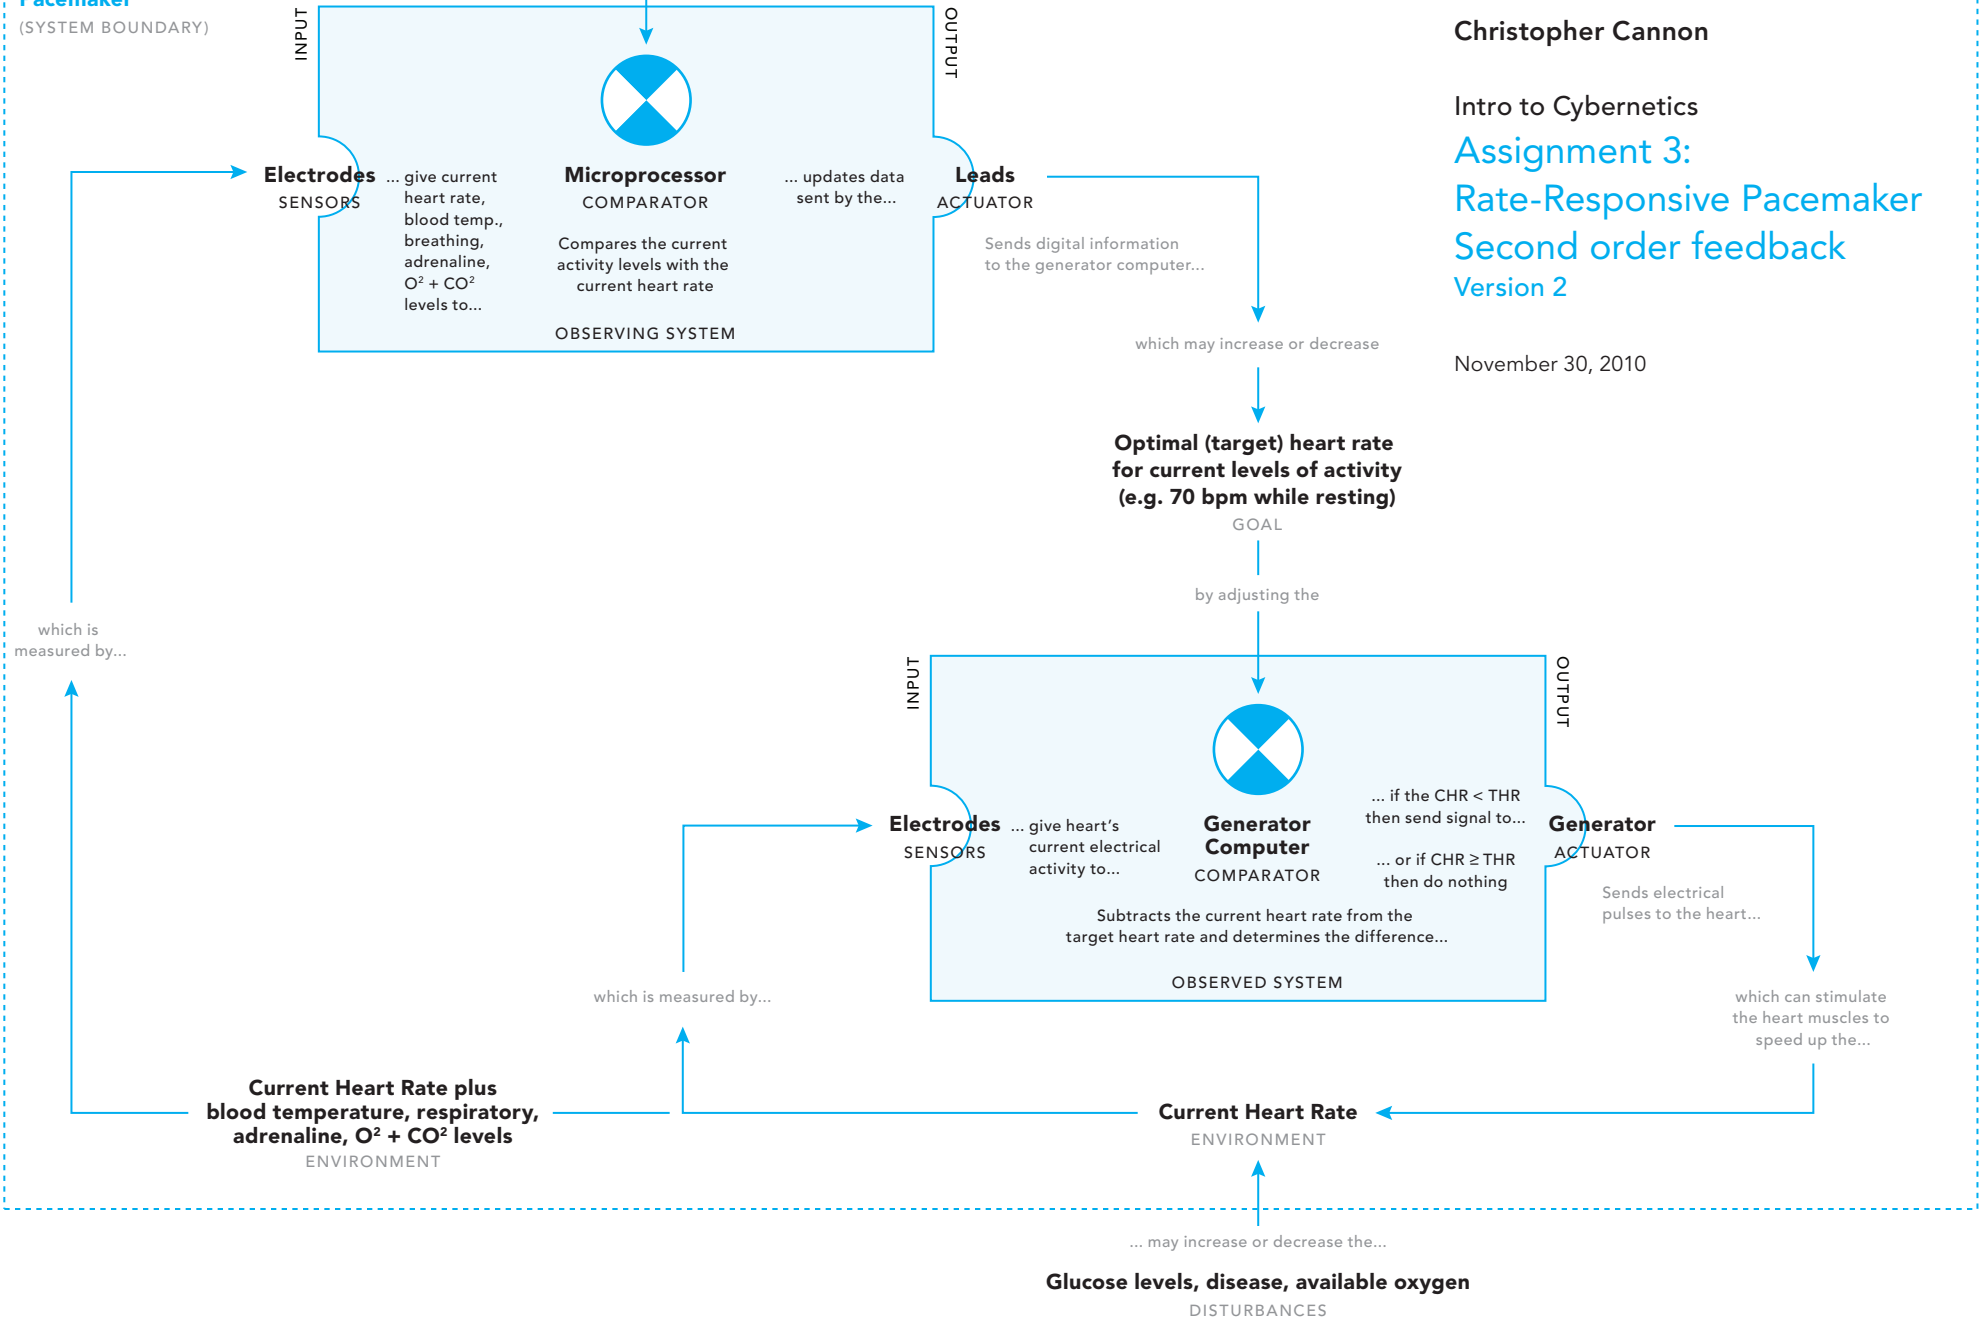 Pacemaker
(SYSTEM BOUNDARY)
INPUT
OUTPUT
Electrodes
SENSORS
... give current
heart rate,
blood temp.,
breathing,
adrenaline,
O² + CO²
levels to...
Microprocessor
COMPARATOR
Compares the current
activity levels with the
current heart rate
... updates data
sent by the...
Leads
ACTUATOR
OBSERVING SYSTEM
Sends digital information
to the generator computer...
Christopher Cannon
Intro to Cybernetics
Assignment 3:
Rate-Responsive Pacemaker
Second order feedback
Version 2
November 30, 2010
which may increase or decrease
Optimal (target) heart rate
for current levels of activity
(e.g. 70 bpm while resting)
GOAL
by adjusting the
which is
measured by...
INPUT
OUTPUT
Electrodes
SENSORS
... give heart's
current electrical
activity to...
Generator
Computer
COMPARATOR
... if the CHR < THR
then send signal to...
... or if CHR ≥ THR
then do nothing
Generator
ACTUATOR
Subtracts the current heart rate from the
target heart rate and determines the difference...
OBSERVED SYSTEM
Sends electrical
pulses to the heart...
which is measured by...
which can stimulate
the heart muscles to
speed up the...
Current Heart Rate plus
blood temperature, respiratory,
adrenaline, O² + CO² levels
ENVIRONMENT
Current Heart Rate
ENVIRONMENT
... may increase or decrease the...
Glucose levels, disease, available oxygen
DISTURBANCES